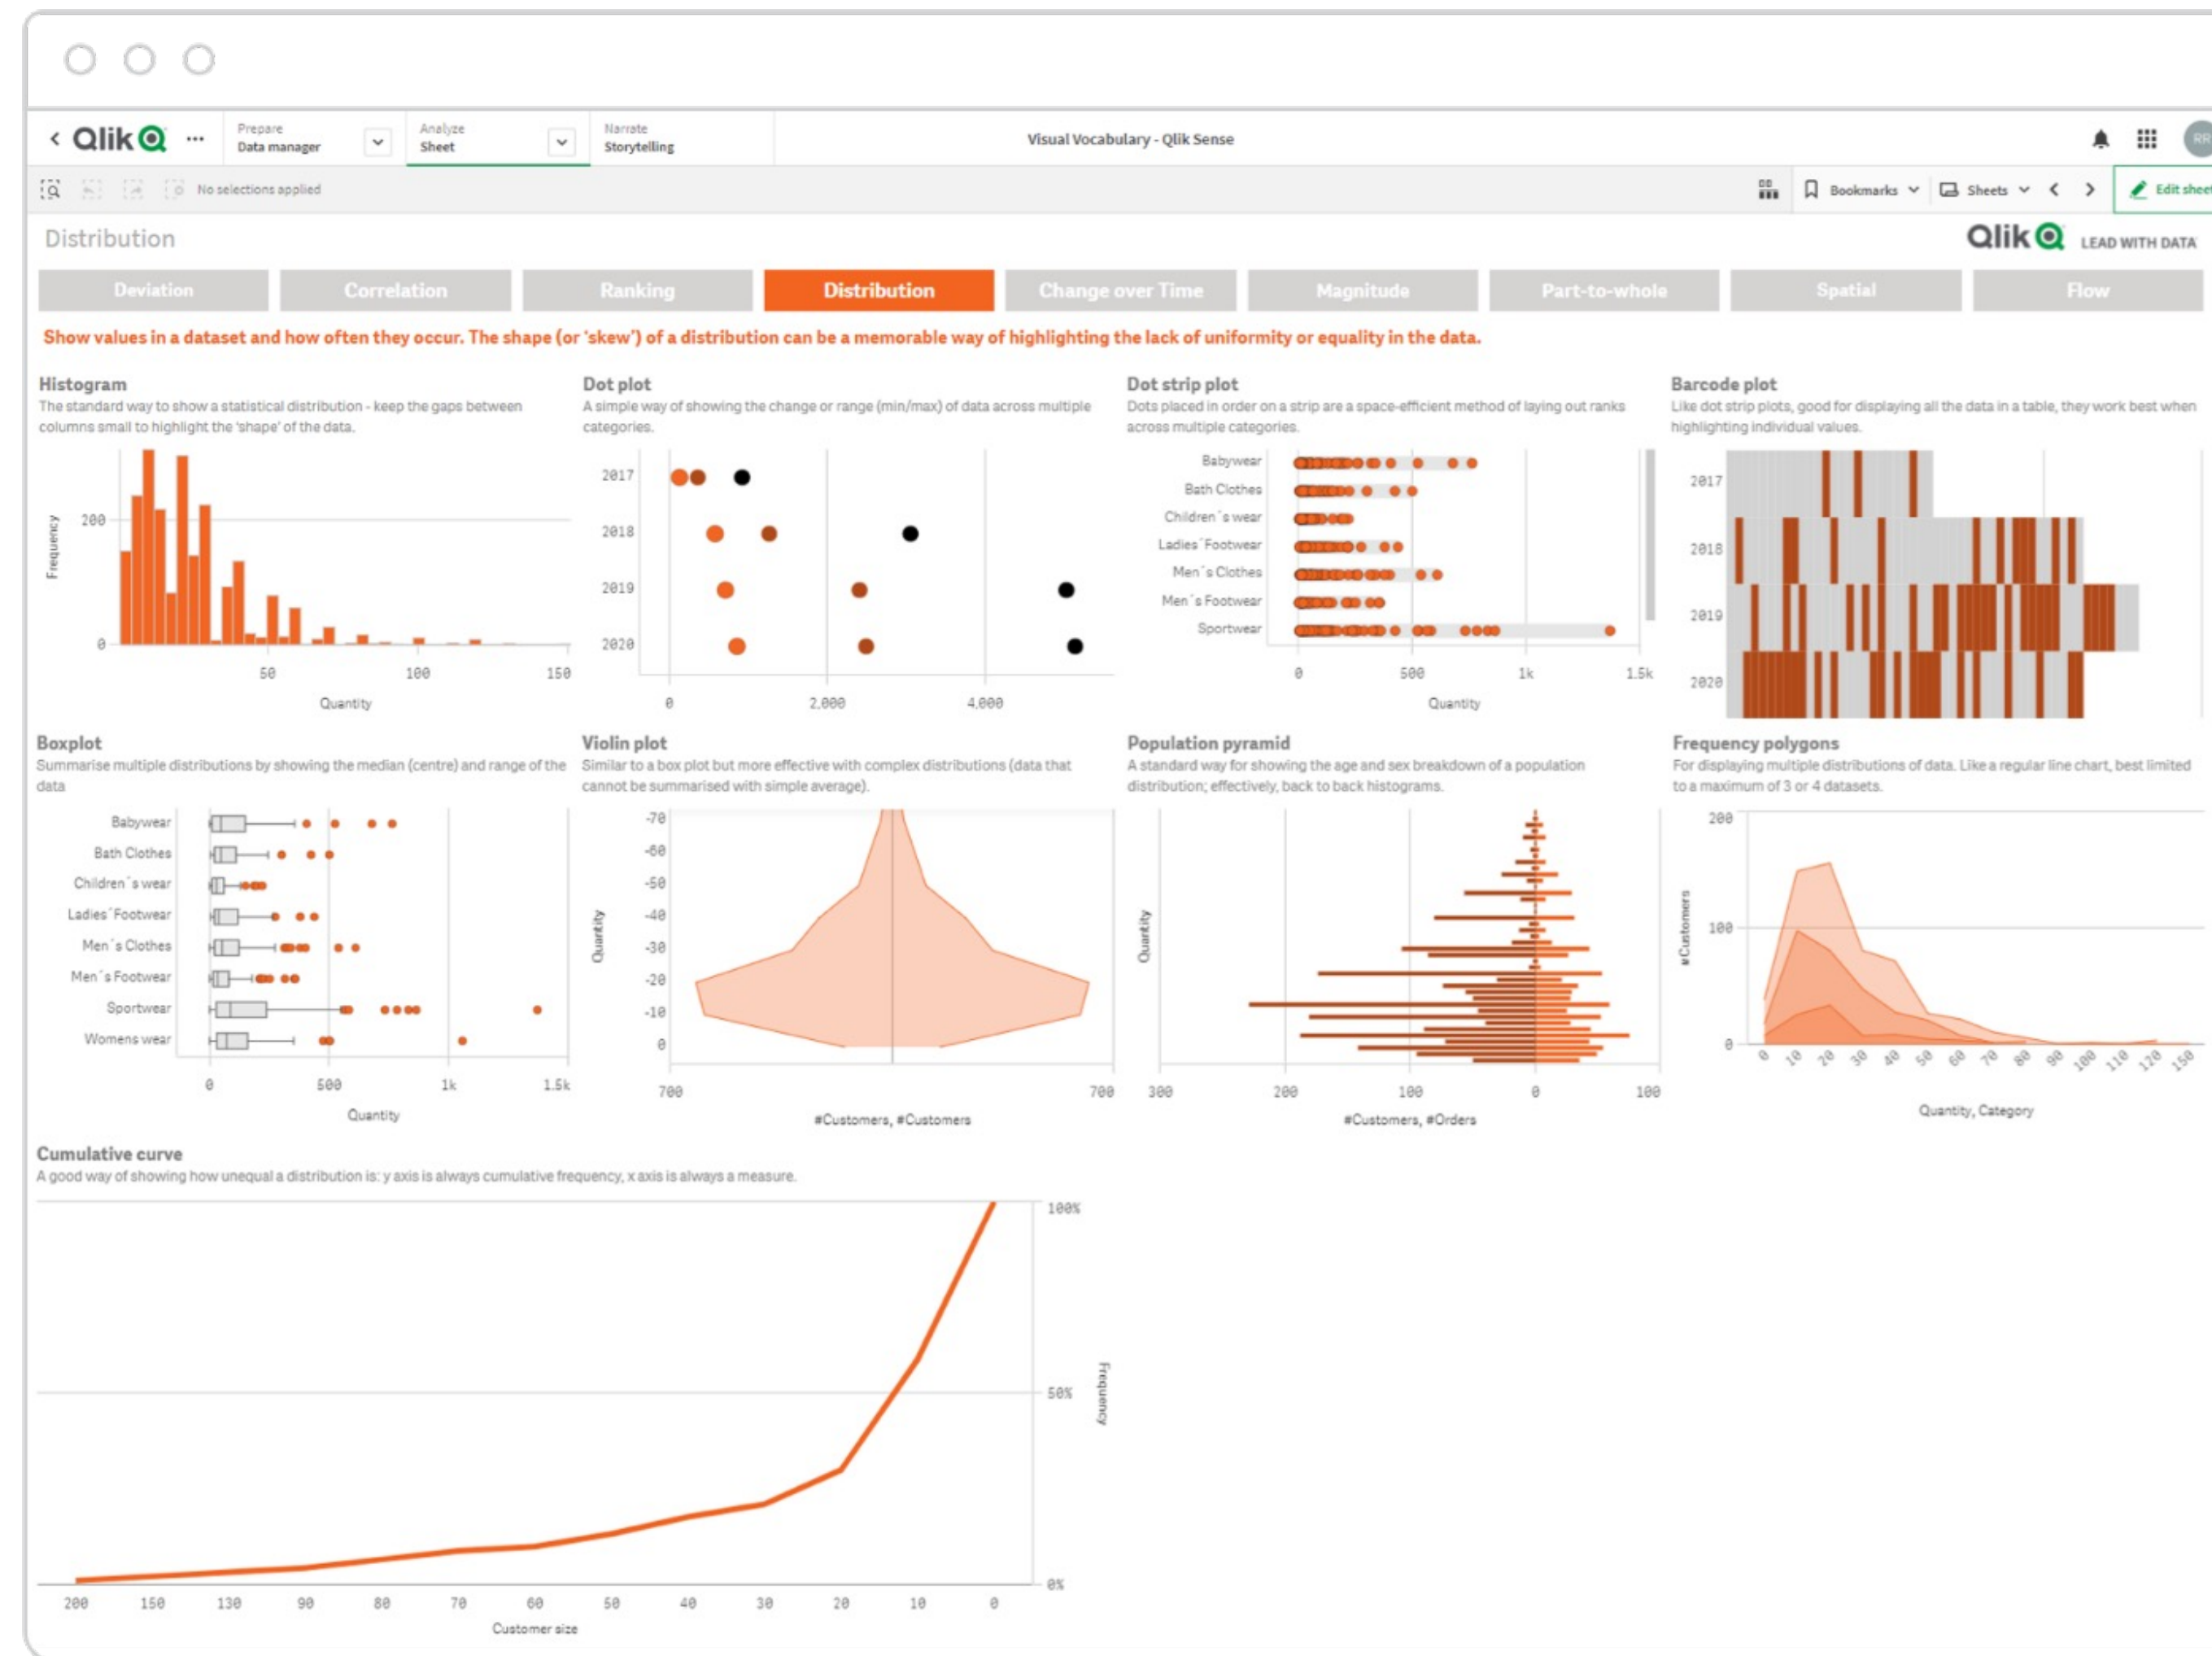 Qlik
Prepare
Data manager
Analyze
Sheet
Narrate
Storytelling
Visual Vocabulary - Qlik Sense
RR
No selections applied
Bookmarks
Sheets
Edit sheet
Distribution
Qlik LEAD WITH DATA
Deviation Correlation Ranking Distribution Change over Time Magnitude Part-to-whole Spatial Flow
Show values in a dataset and how often they occur. The shape (or 'skew') of a distribution can be a memorable way of highlighting the lack of uniformity or equality in the data.
Histogram
The standard way to show a statistical distribution - keep the gaps between
columns small to highlight the 'shape' of the data.
Frequency
200
0
50 100 150
Quantity
Dot plot
A simple way of showing the change or range (min/max) of data across multiple
categories.
2017
2018
2019
2020
0 2,000 4,000
Dot strip plot
Dots placed in order on a strip are a space-efficient method of laying out ranks
across multiple categories.
Babywear
Bath Clothes
Children´s wear
Ladies´Footwear
Men´s Clothes
Men´s Footwear
Sportwear
0 500 1k 1.5k
Quantity
Barcode plot
Like dot strip plots, good for displaying all the data in a table, they work best when
highlighting individual values.
2017
2018
2019
2020
Boxplot
Summarise multiple distributions by showing the median (centre) and range of the
data
Babywear
Bath Clothes
Children´s wear
Ladies´Footwear
Men´s Clothes
Men´s Footwear
Sportwear
Womens wear
0 500 1k 1.5k
Quantity
Violin plot
Similar to a box plot but more effective with complex distributions (data that
cannot be summarised with simple average).
Quantity
-70
-60
-50
-40
-30
-20
-10
0
700 700
#Customers, #Customers
Population pyramid
A standard way for showing the age and sex breakdown of a population
distribution; effectively, back to back histograms.
Quantity
300 200 100 0 100
#Customers, #Orders
Frequency polygons
For displaying multiple distributions of data. Like a regular line chart, best limited
to a maximum of 3 or 4 datasets.
#Customers
200
100
0
0 10 20 30 40 50 60 70 80 90 100 110 120 150
Quantity, Category
Cumulative curve
A good way of showing how unequal a distribution is: y axis is always cumulative frequency, x axis is always a measure.
100%
50%
0%
Frequency
200 150 130 90 80 70 60 50 40 30 20 10 0
Customer size